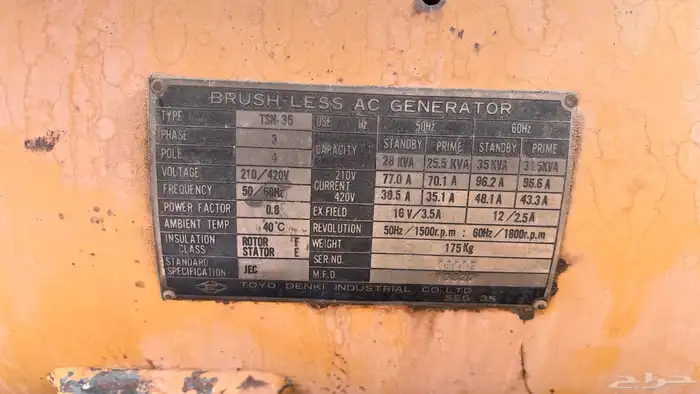 BRUSH-LESS AC GENERATOR
TYPE TSM-35 USE Hz 50Hz 60Hz
PHASE 3 CAPACITY STANDBY PRIME STANDBY PRIME
POLE 4 28 KVA 25.5 KVA 35 KVA 31.5KVA
VOLTAGE 210/420V CURRENT 210V 77.0 A 70.1 A 96.2 A 86.6 A
FREQUENCY 50/60Hz 420V 38.5 A 35.1 A 48.1 A 43.3 A
POWER FACTOR 0.8 EX.FIELD 16 V/3.5A 12 /2.5 A
AMBIENT TEMP 40°C REVOLUTION 50Hz / 1500r.p.m : 60Hz / 1800r.p.m
INSULATION CLASS ROTOR F STATOR E WEIGHT 175Kg
STANDARD SPECIFICATION JEC SER.NO.
M.F.D
TOYO DENKI INDUSTRIAL CO.LTD.
SEG 35
حراج